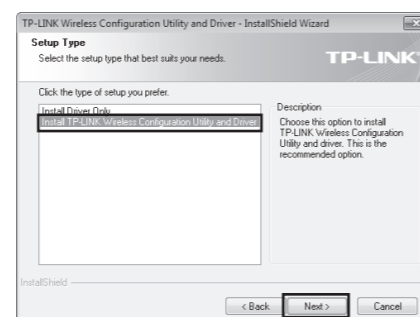 TP-LINK Wireless Configuration Utility and Driver - InstallShield Wizard
Setup Type
Select the setup type that best suits your needs.
TP-LINK
Click the type of setup you prefer.
Install Driver Only
Install TP-LINK Wireless Configuration Utility and Driver
Description
Choose this option to install
TP-LINK Wireless Configuration
Utility and driver. This is the
recommended option.
InstallShield
< Back
Next >
Cancel